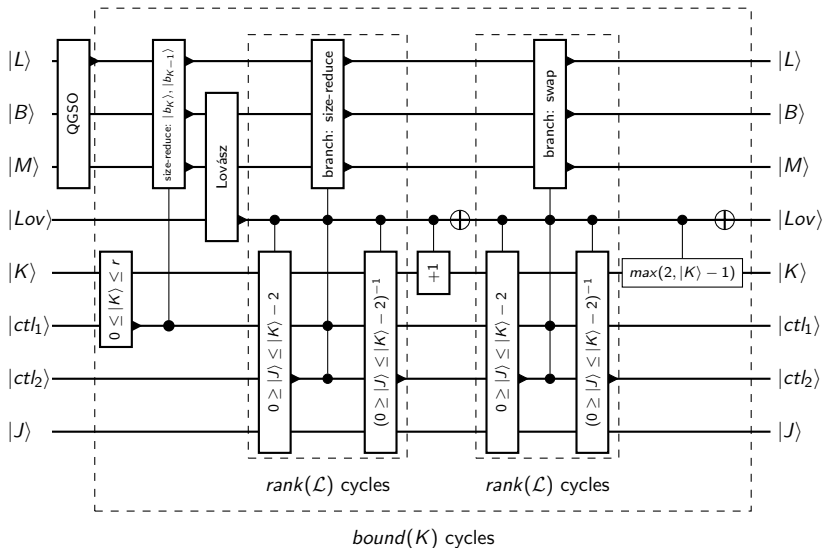 |L⟩
|B⟩
|M⟩
|Lov⟩
|K⟩
|ctl₁⟩
|ctl₂⟩
|J⟩
QGSO
0 ≤ |K⟩ ≤ r
size-reduce: |b_K⟩, |b_{K−1}⟩
Lovász
0 ≥ |J⟩ ≤ |K⟩ − 2
branch: size-reduce
(0 ≥ |J⟩ ≤ |K⟩ − 2)⁻¹
+1
0 ≥ |J⟩ ≤ |K⟩ − 2
branch: swap
(0 ≥ |J⟩ ≤ |K⟩ − 2)⁻¹
max(2, |K⟩ − 1)
|L⟩
|B⟩
|M⟩
|Lov⟩
|K⟩
|ctl₁⟩
|ctl₂⟩
|J⟩
rank(ℒ) cycles
rank(ℒ) cycles
bound(K) cycles